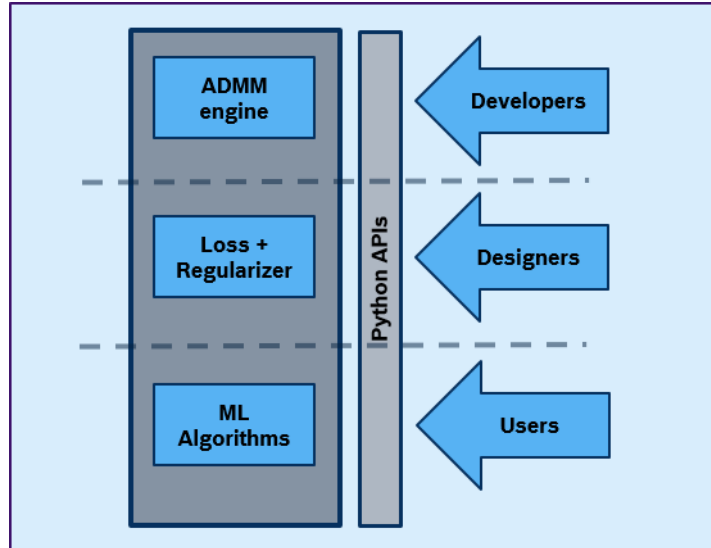 ADMM
engine
Developers
Loss +
Regularizer
Python APIs
Designers
ML
Algorithms
Users